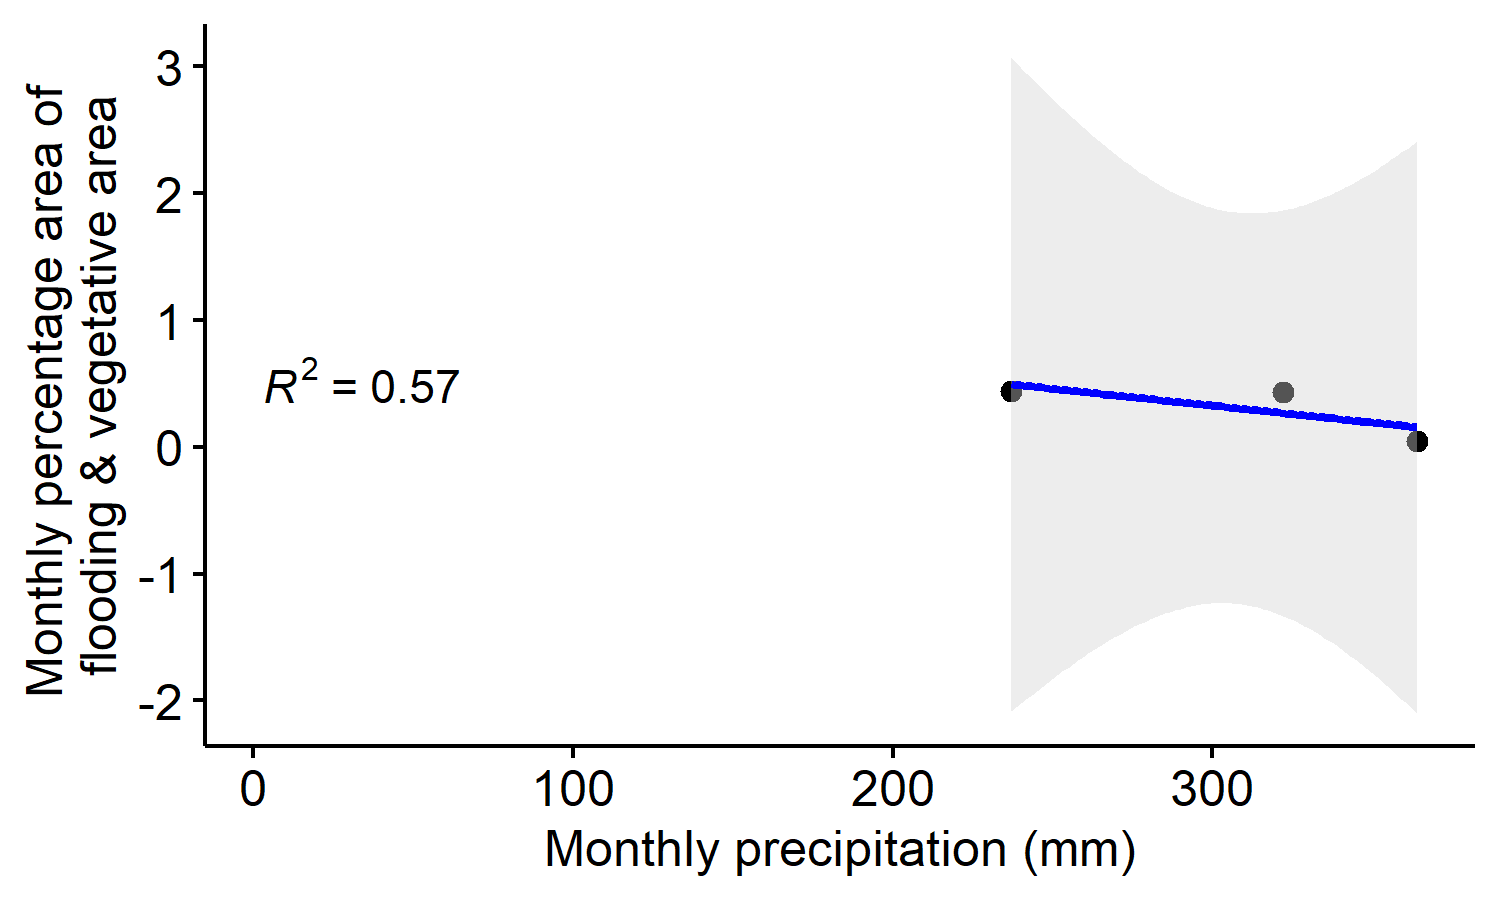 Monthly percentage area of
flooding & vegetative area
3
2
1
0
-1
-2
R² = 0.57
0 100 200 300
Monthly precipitation (mm)